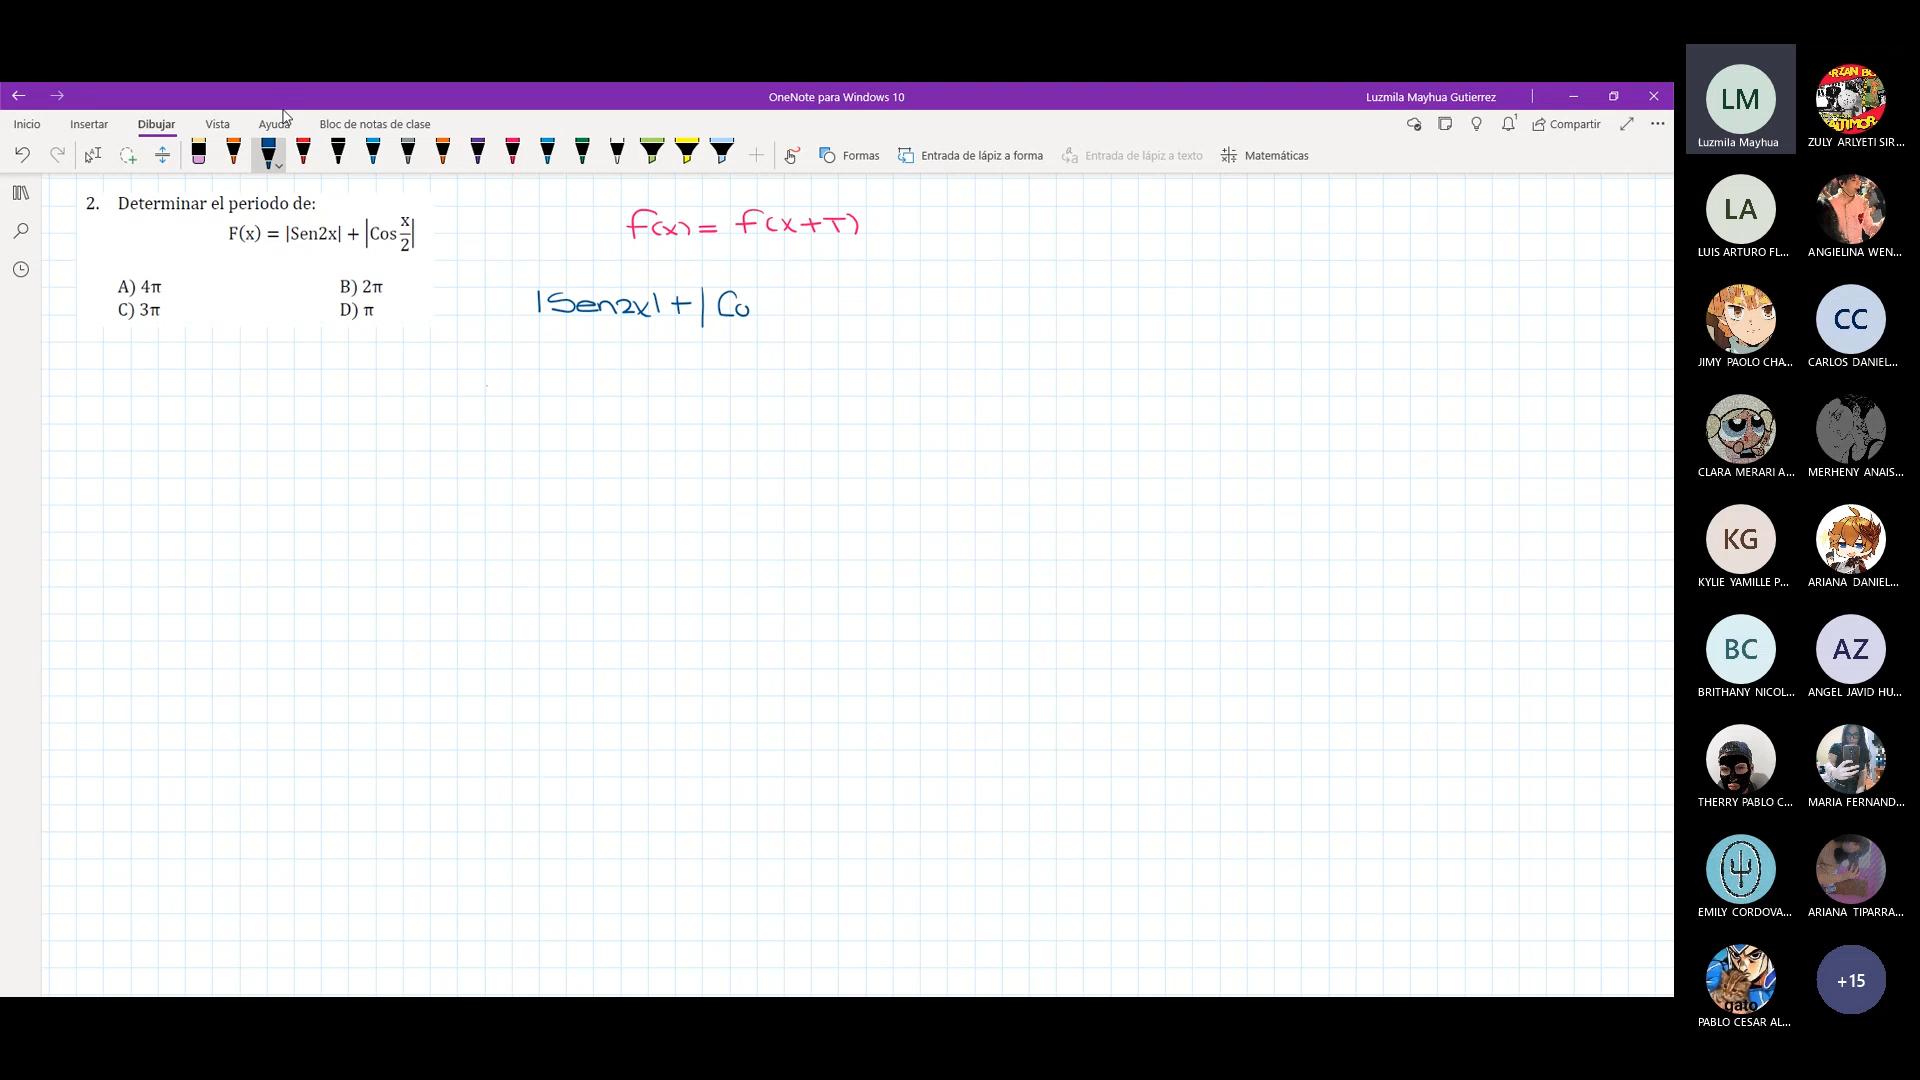 OneNote para Windows 10
Luzmila Mayhua Gutierrez
Inicio Insertar Dibujar Vista Ayuda Bloc de notas de clase
Compartir
Formas Entrada de lápiz a forma Entrada de lápiz a texto Matemáticas
2. Determinar el periodo de:
F(x) = |Sen2x| + |Cos x/2|
A) 4π B) 2π
C) 3π D) π
f(x) = f(x+T)
|Sen2x| + | Co
LM
Luzmila Mayhua
ZULY ARLYETI SIR...
LA
LUIS ARTURO FL...
ANGIELINA WEN...
JIMY PAOLO CHA...
CC
CARLOS DANIEL...
CLARA MERARI A...
MERHENY ANAIS...
KG
KYLIE YAMILLE P...
ARIANA DANIEL...
BC
BRITHANY NICOL...
AZ
ANGEL JAVID HU...
THERRY PABLO C...
MARIA FERNAND...
EMILY CORDOVA...
ARIANA TIPARRA...
gato
PABLO CESAR AL...
+15